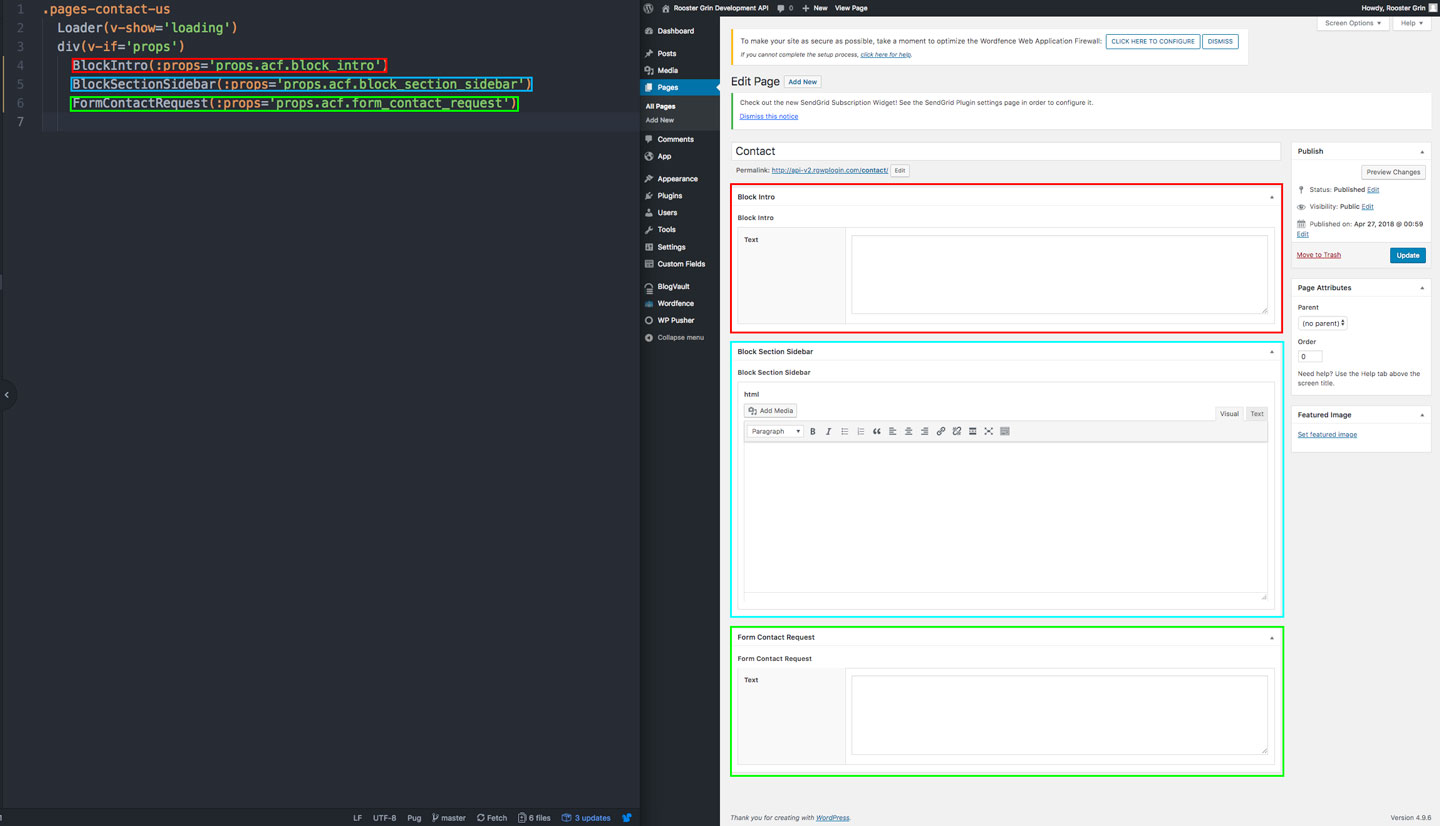 1 .pages-contact-us
2 Loader(v-show='loading')
3 div(v-if='props')
4 BlockIntro(:props='props.acf.block_intro')
5 BlockSectionSidebar(:props='props.acf.block_section_sidebar')
6 FormContactRequest(:props='props.acf.form_contact_request')
7
LF UTF-8 Pug master Fetch 6 files 3 updates
Rooster Grin Development API 0 New View Page Howdy, Rooster Grin
Dashboard
Posts
Media
Pages
All Pages
Add New
Comments
App
Appearance
Plugins
Users
Tools
Settings
Custom Fields
BlogVault
Wordfence
WP Pusher
Collapse menu
Screen Options Help
To make your site as secure as possible, take a moment to optimize the Wordfence Web Application Firewall: CLICK HERE TO CONFIGURE DISMISS
If you cannot complete the setup process, click here for help.
Edit Page Add New
Check out the new SendGrid Subscription Widget! See the SendGrid Plugin settings page in order to configure it.
Dismiss this notice
Contact
Permalink: http://api-v2.rgwplogin.com/contact/ Edit
Block Intro
Block Intro
Text
Block Section Sidebar
Block Section Sidebar
html
Add Media
Visual Text
Paragraph B I
Form Contact Request
Form Contact Request
Text
Publish
Preview Changes
Status: Published Edit
Visibility: Public Edit
Published on: Apr 27, 2018 @ 00:59
Edit
Move to Trash Update
Page Attributes
Parent
(no parent)
Order
0
Need help? Use the Help tab above the
screen title.
Featured Image
Set featured image
Thank you for creating with WordPress.
Version 4.9.6